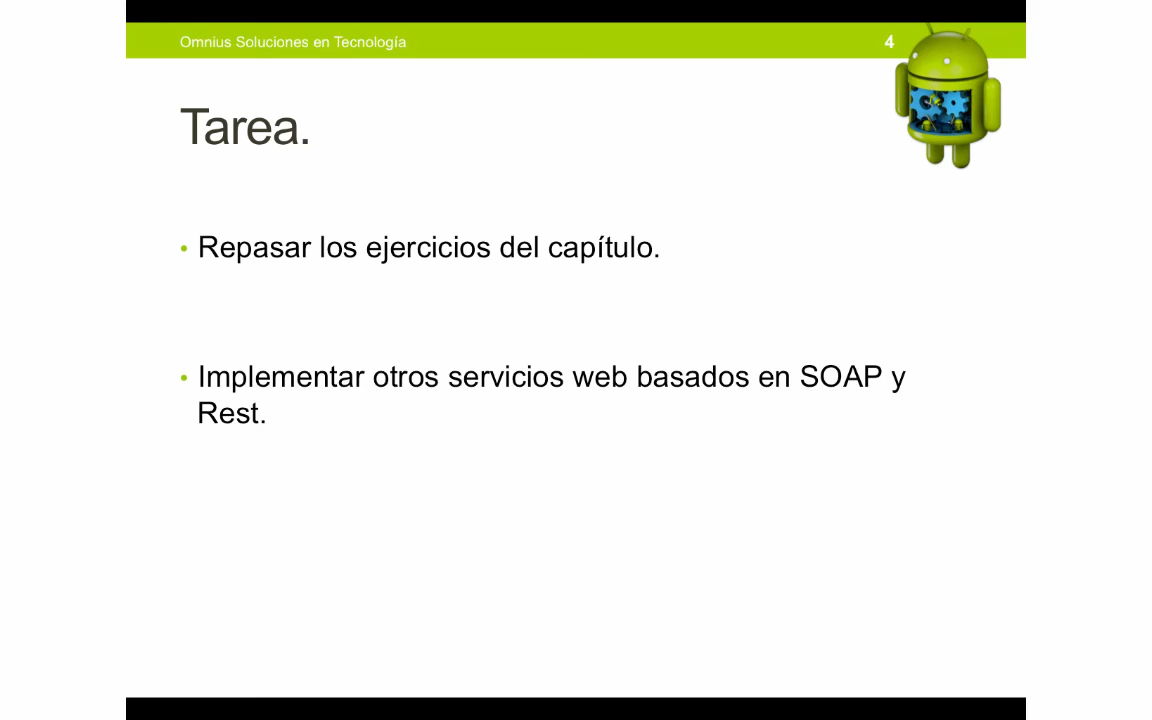 Omnius Soluciones en Tecnología 4
Tarea.
• Repasar los ejercicios del capítulo.
• Implementar otros servicios web basados en SOAP y
Rest.